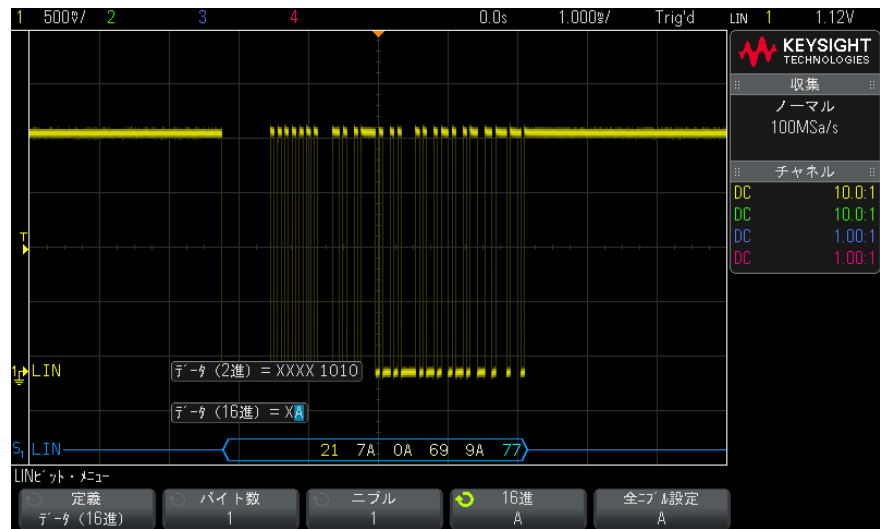 1 500▽/ 2 3 4 0.0s 1.000▽/ Trig'd LIN 1 1.12V
KEYSIGHT
TECHNOLOGIES
収集
ノーマル
100MSa/s
チャネル
DC 10.0:1
DC 10.0:1
DC 1.00:1
DC 1.00:1
T
1 LIN
データ (2進) = XXXX 1010
データ (16進) = XA
S1 LIN
21 7A 0A 69 9A 77
LINビット・メニュー
定義 バイト数 ニブル 16進 全ニブル設定
データ (16進) 1 1 A A